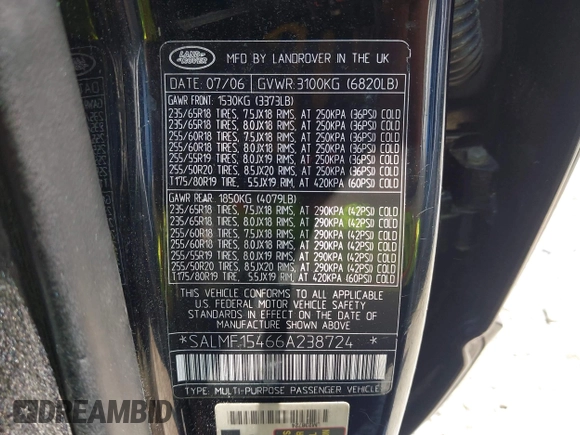 LAND ROVER
MFG. BY LANDROVER IN THE UK
DATE: 07/06 GVWR: 3100KG (6820LB)
GAWR FRONT: 1530KG (3373LB)
235/65R18 TIRES, 7.5JX18 RIMS, AT 250KPA (36PSI) COLD
235/65R18 TIRES, 8.0JX18 RIMS, AT 250KPA (36PSI) COLD
255/60R18 TIRES, 7.5JX18 RIMS, AT 250KPA (36PSI) COLD
255/60R18 TIRES, 8.0JX18 RIMS, AT 250KPA (36PSI) COLD
255/55R19 TIRES, 8.0JX19 RIMS, AT 250KPA (36PSI) COLD
255/50R20 TIRES, 8.5JX20 RIMS, AT 250KPA (36PSI) COLD
T175/80R19 TIRE, 5.5JX19 RIM, AT 420KPA (60PSI) COLD
GAWR REAR: 1850KG (4079LB)
235/65R18 TIRES, 7.5JX18 RIMS, AT 290KPA (42PSI) COLD
235/65R18 TIRES, 8.0JX18 RIMS, AT 290KPA (42PSI) COLD
255/60R18 TIRES, 7.5JX18 RIMS, AT 290KPA (42PSI) COLD
255/60R18 TIRES, 8.0JX18 RIMS, AT 290KPA (42PSI) COLD
255/55R19 TIRES, 8.0JX19 RIMS, AT 290KPA (42PSI) COLD
255/50R20 TIRES, 8.5JX20 RIMS, AT 290KPA (42PSI) COLD
T175/80R19 TIRE, 5.5JX19 RIM, AT 420KPA (60PSI) COLD
THIS VEHICLE CONFORMS TO ALL APPLICABLE
U.S. FEDERAL MOTOR VEHICLE SAFETY
STANDARDS IN EFFECT ON THE DATE OF
MANUFACTURE SHOWN ABOVE
*SALMF15466A238724 *
TYPE: MULTI-PURPOSE PASSENGER VEHICLE
DREAMBID